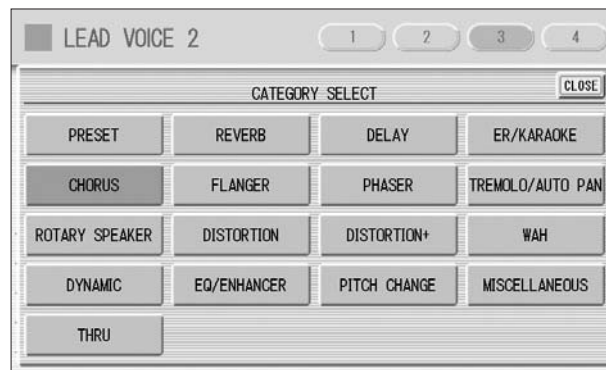 LEAD VOICE 2 1 2 3 4
CATEGORY SELECT CLOSE
PRESET REVERB DELAY ER/KARAOKE
CHORUS FLANGER PHASER TREMOLO/AUTO PAN
ROTARY SPEAKER DISTORTION DISTORTION+ WAH
DYNAMIC EQ/ENHANCER PITCH CHANGE MISCELLANEOUS
THRU